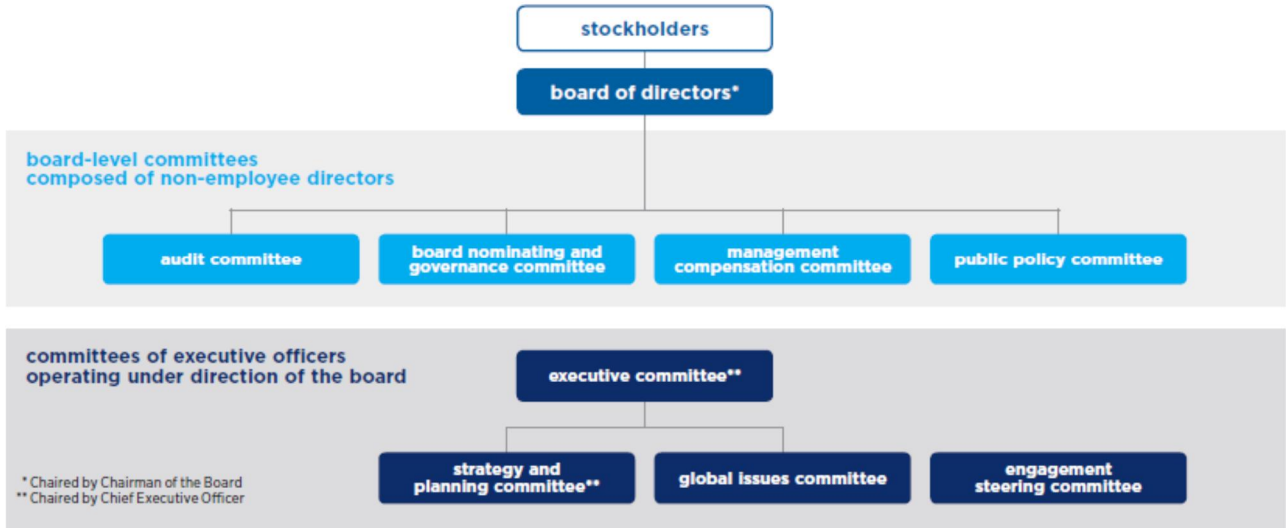 stockholders
board of directors*
board-level committees
composed of non-employee directors
audit committee
board nominating and
governance committee
management
compensation committee
public policy committee
committees of executive officers
operating under direction of the board
executive committee**
strategy and
planning committee**
global issues committee
engagement
steering committee
* Chaired by Chairman of the Board
** Chaired by Chief Executive Officer